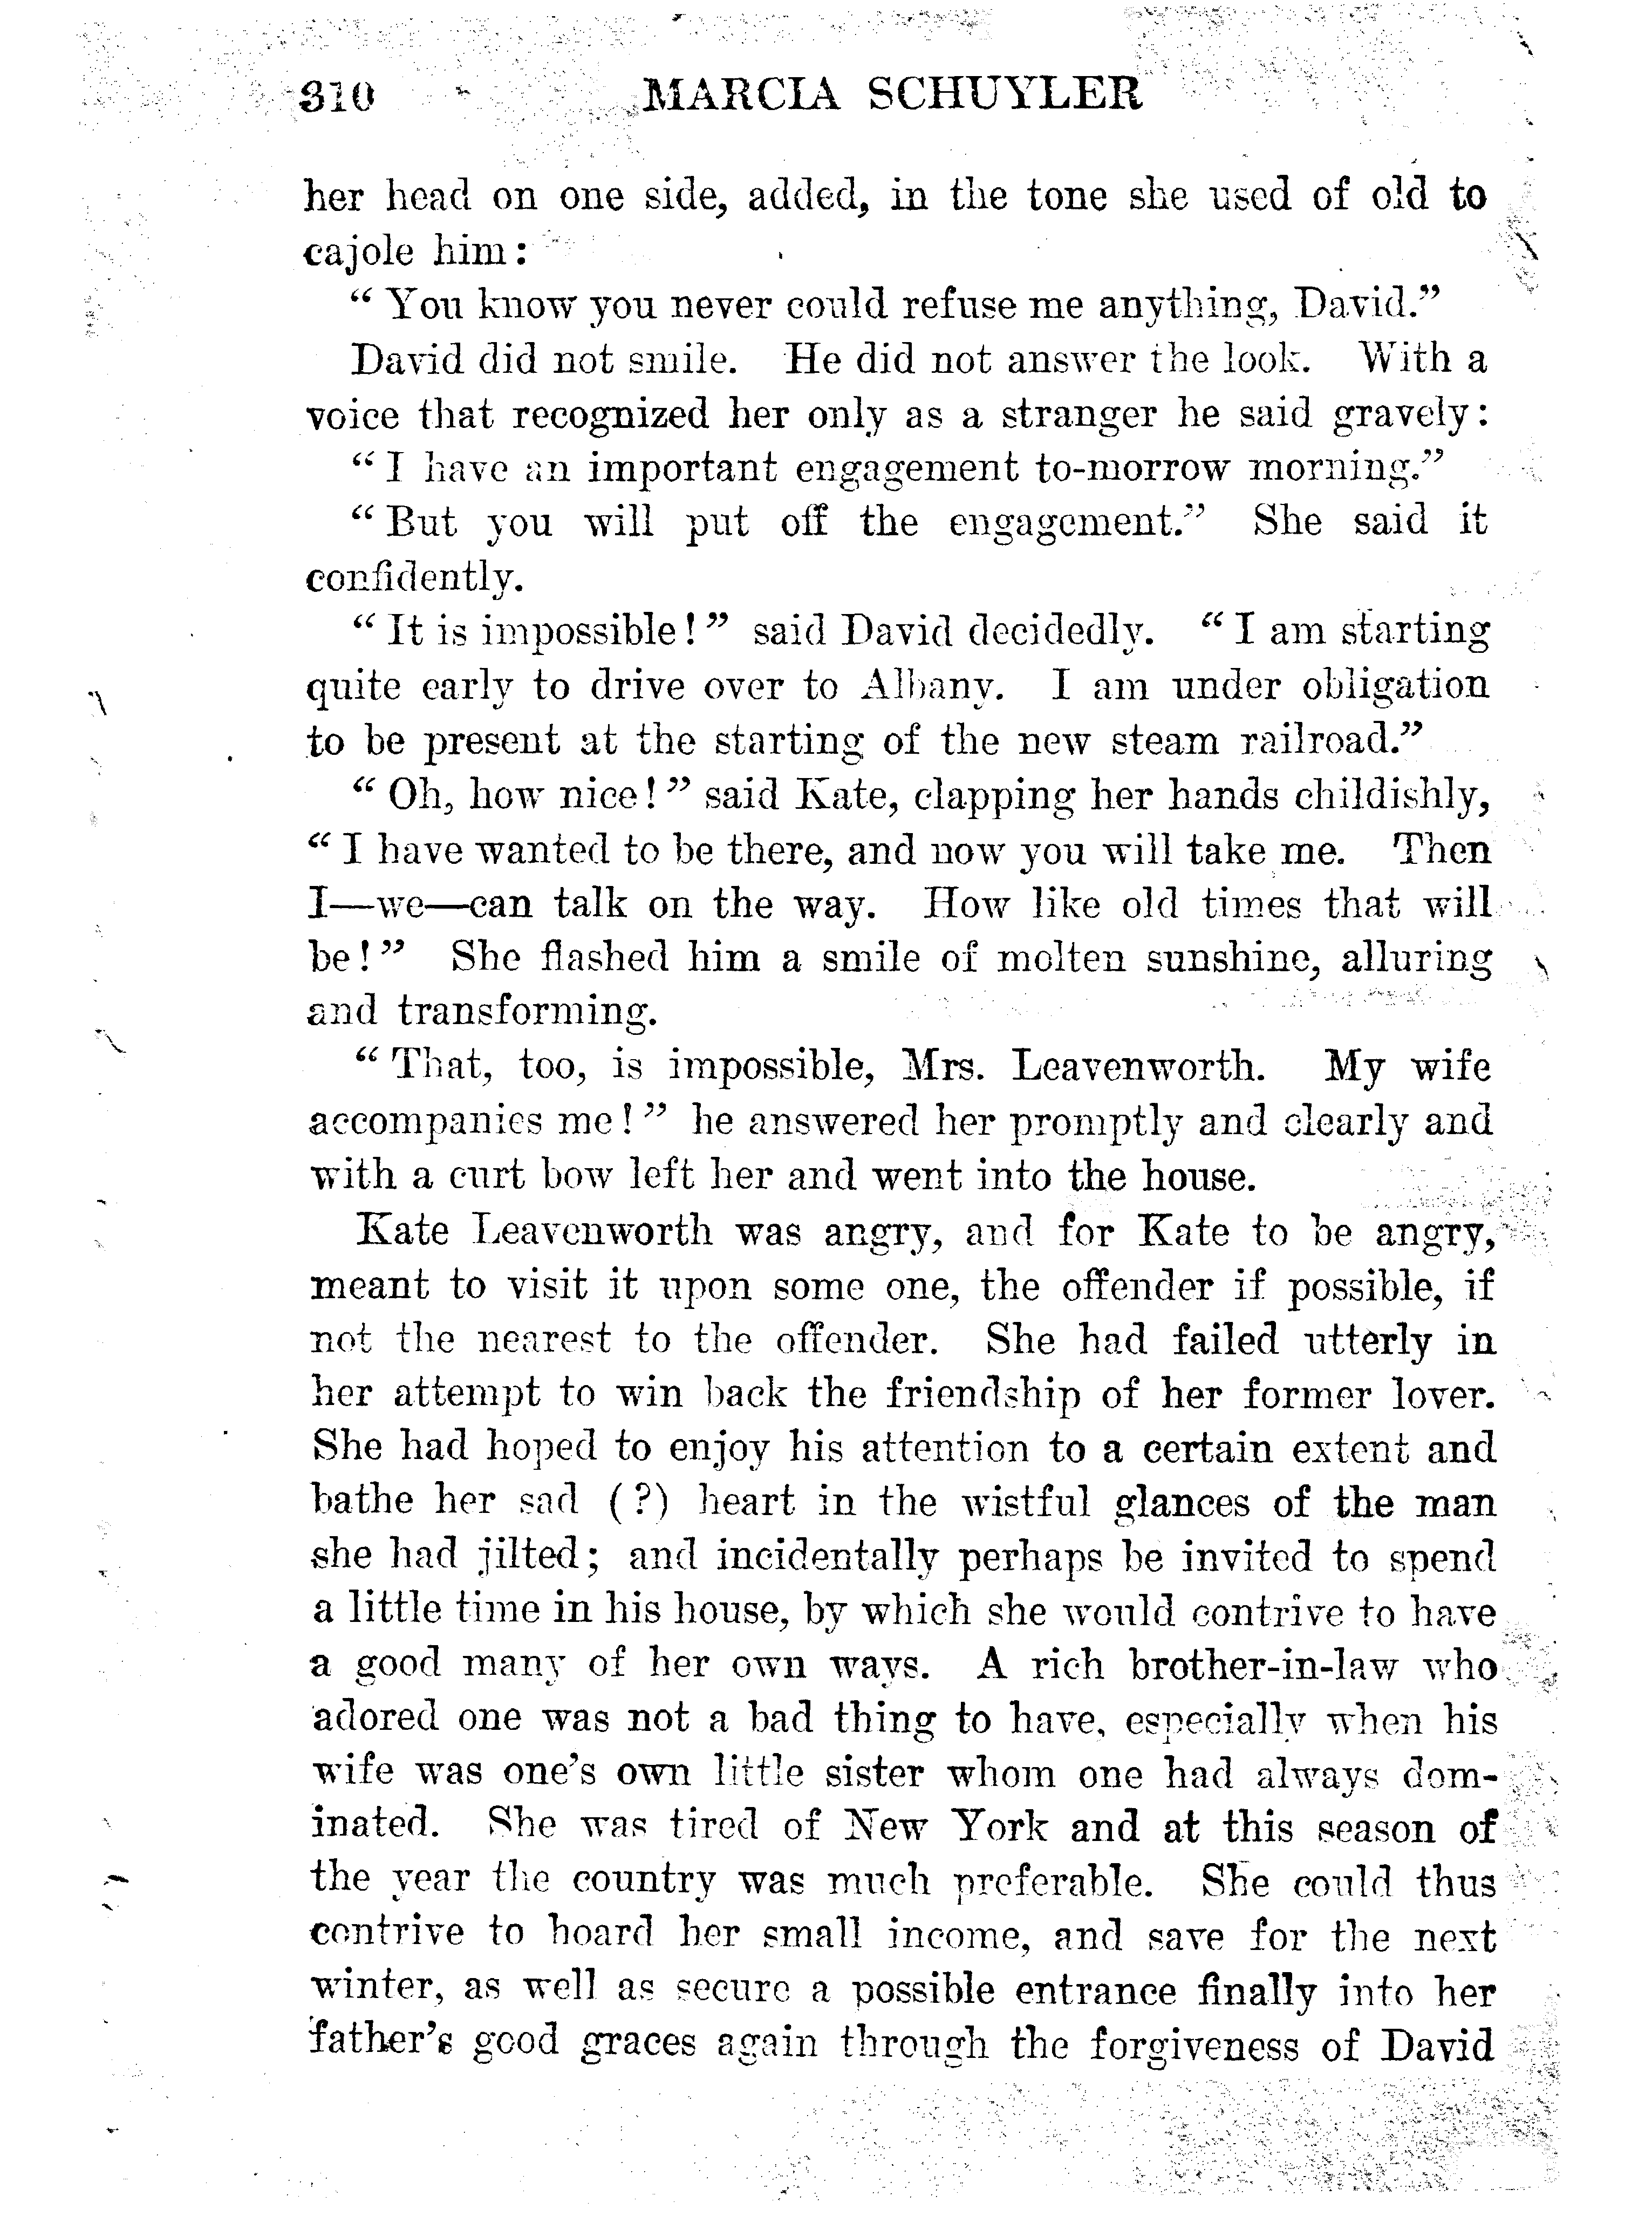 310 MARCIA SCHUYLER
her head on one side, added, in the tone she used of old to
cajole him:
“ You know you never could refuse me anything, David.”
David did not smile. He did not answer the look. With a
voice that recognized her only as a stranger he said gravely:
“ I have an important engagement to-morrow morning.”
“ But you will put off the engagement.” She said it
confidently.
“ It is impossible! ” said David decidedly. “ I am starting
quite early to drive over to Albany. I am under obligation
to be present at the starting of the new steam railroad.”
“ Oh, how nice! ” said Kate, clapping her hands childishly,
“ I have wanted to be there, and now you will take me. Then
I—we—can talk on the way. How like old times that will
be! ” She flashed him a smile of molten sunshine, alluring
and transforming.
“ That, too, is impossible, Mrs. Leavenworth. My wife
accompanies me! ” he answered her promptly and clearly and
with a curt bow left her and went into the house.
Kate Leavenworth was angry, and for Kate to be angry,
meant to visit it upon some one, the offender if possible, if
not the nearest to the offender. She had failed utterly in
her attempt to win back the friendship of her former lover.
She had hoped to enjoy his attention to a certain extent and
bathe her sad (?) heart in the wistful glances of the man
she had jilted; and incidentally perhaps be invited to spend
a little time in his house, by which she would contrive to have
a good many of her own ways. A rich brother-in-law who
adored one was not a bad thing to have, especially when his
wife was one’s own little sister whom one had always dom-
inated. She was tired of New York and at this season of
the year the country was much preferable. She could thus
contrive to hoard her small income, and save for the next
winter, as well as secure a possible entrance finally into her
father’s good graces again through the forgiveness of David